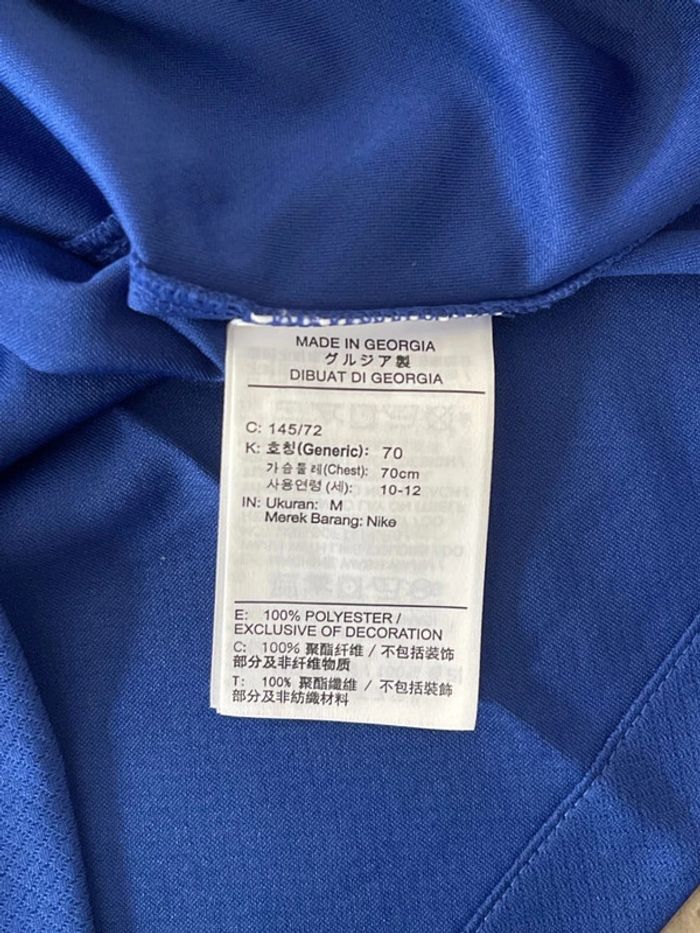 MADE IN GEORGIA
グルジア製
DIBUAT DI GEORGIA
C: 145/72
K: 호칭(Generic): 70
가슴둘레(Chest): 70cm
사용연령 (세): 10-12
IN: Ukuran: M
Merek Barang: Nike
E: 100% POLYESTER /
EXCLUSIVE OF DECORATION
C: 100% 聚酯纤维 / 不包括装饰
部分及非纤维物质
T: 100% 聚酯纖維 / 不包括裝飾
部分及非紡織材料